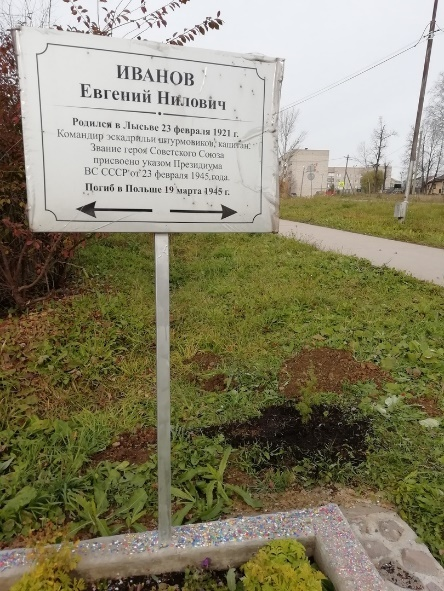 ИВАНОВ
Евгений Нилович
Родился в Лысьве 23 февраля 1921 г.
Командир эскадрильи штурмовиков, капитан.
Звание героя Советского Союза
присвоено указом Президиума
ВС СССР от 23 февраля 1945 года.
Погиб в Польше 19 марта 1945 г.